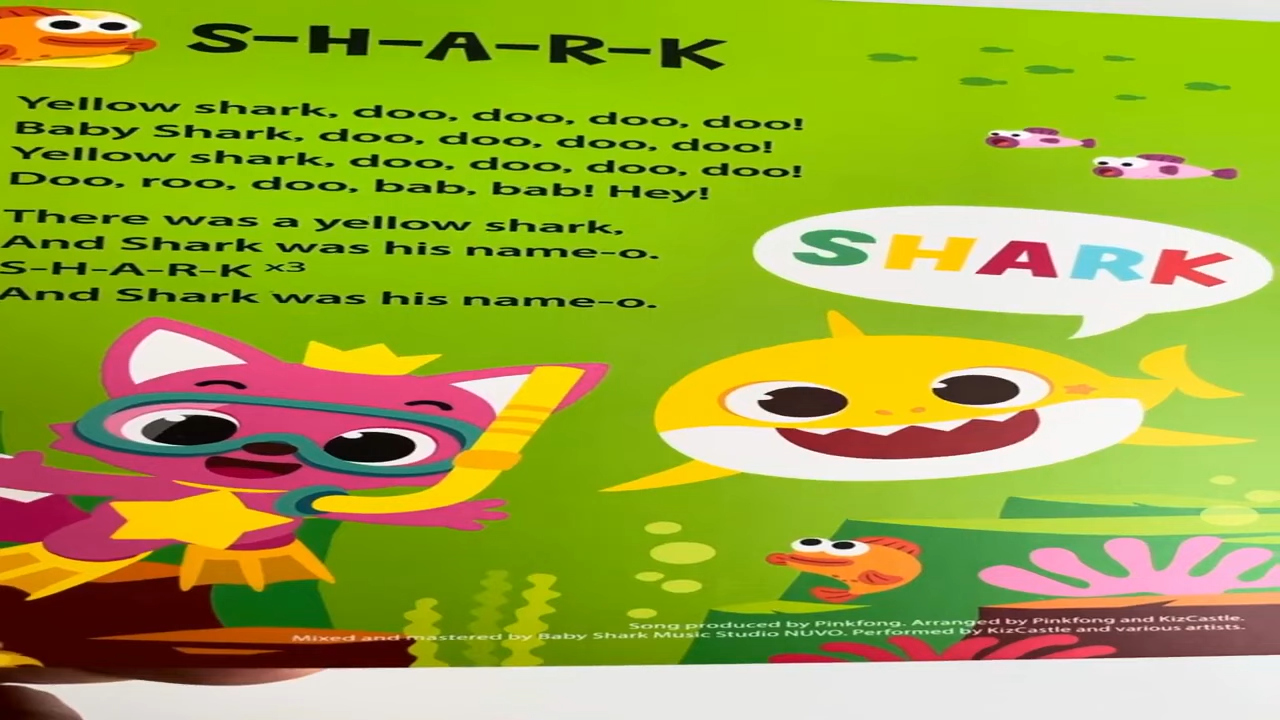 S-H-A-R-K
Yellow shark, doo, doo, doo, doo!
Baby Shark, doo, doo, doo, doo!
Yellow shark, doo, doo, doo, doo!
Doo, roo, doo, bab, bab! Hey!
There was a yellow shark,
And Shark was his name-o.
S-H-A-R-K x3
And Shark was his name-o.
SHARK
Song produced by Pinkfong. Arranged by Pinkfong and KizCastle.
Mixed and mastered by Baby Shark Music Studio NUVO. Performed by KizCastle and various artists.